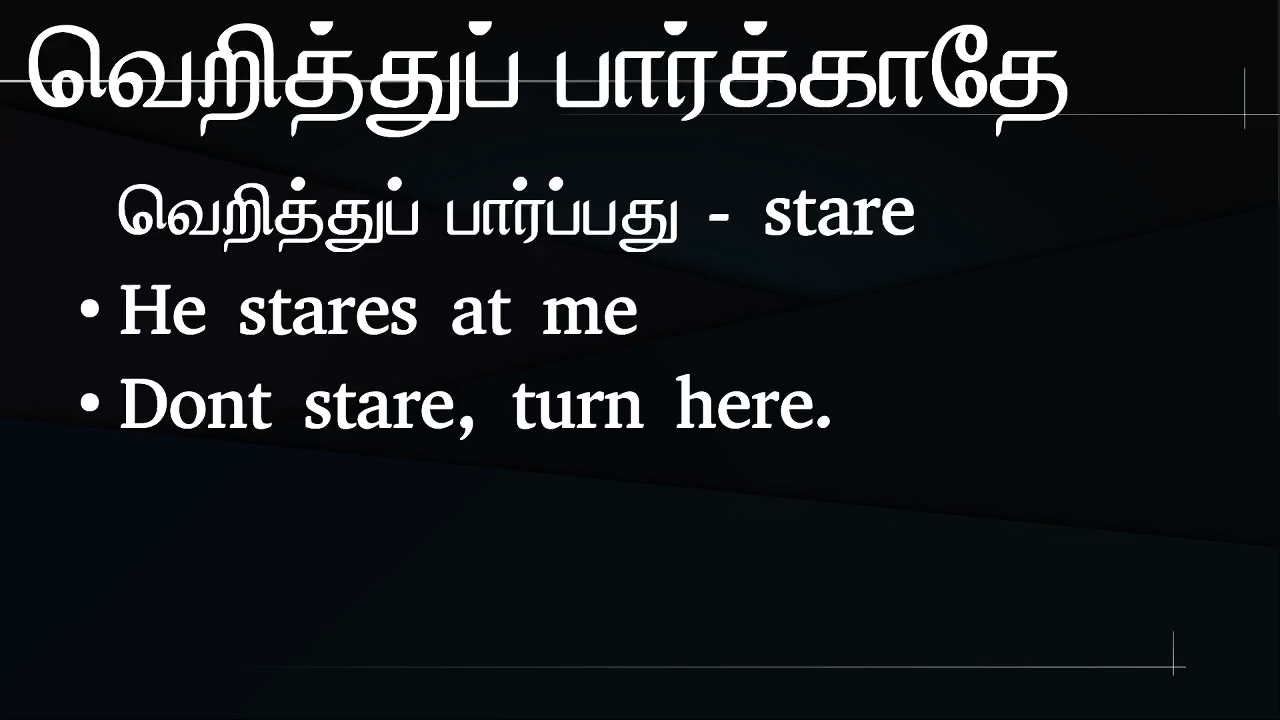 வெறித்துப் பார்க்காதே
வெறித்துப் பார்ப்பது - stare
• He stares at me
• Dont stare, turn here.